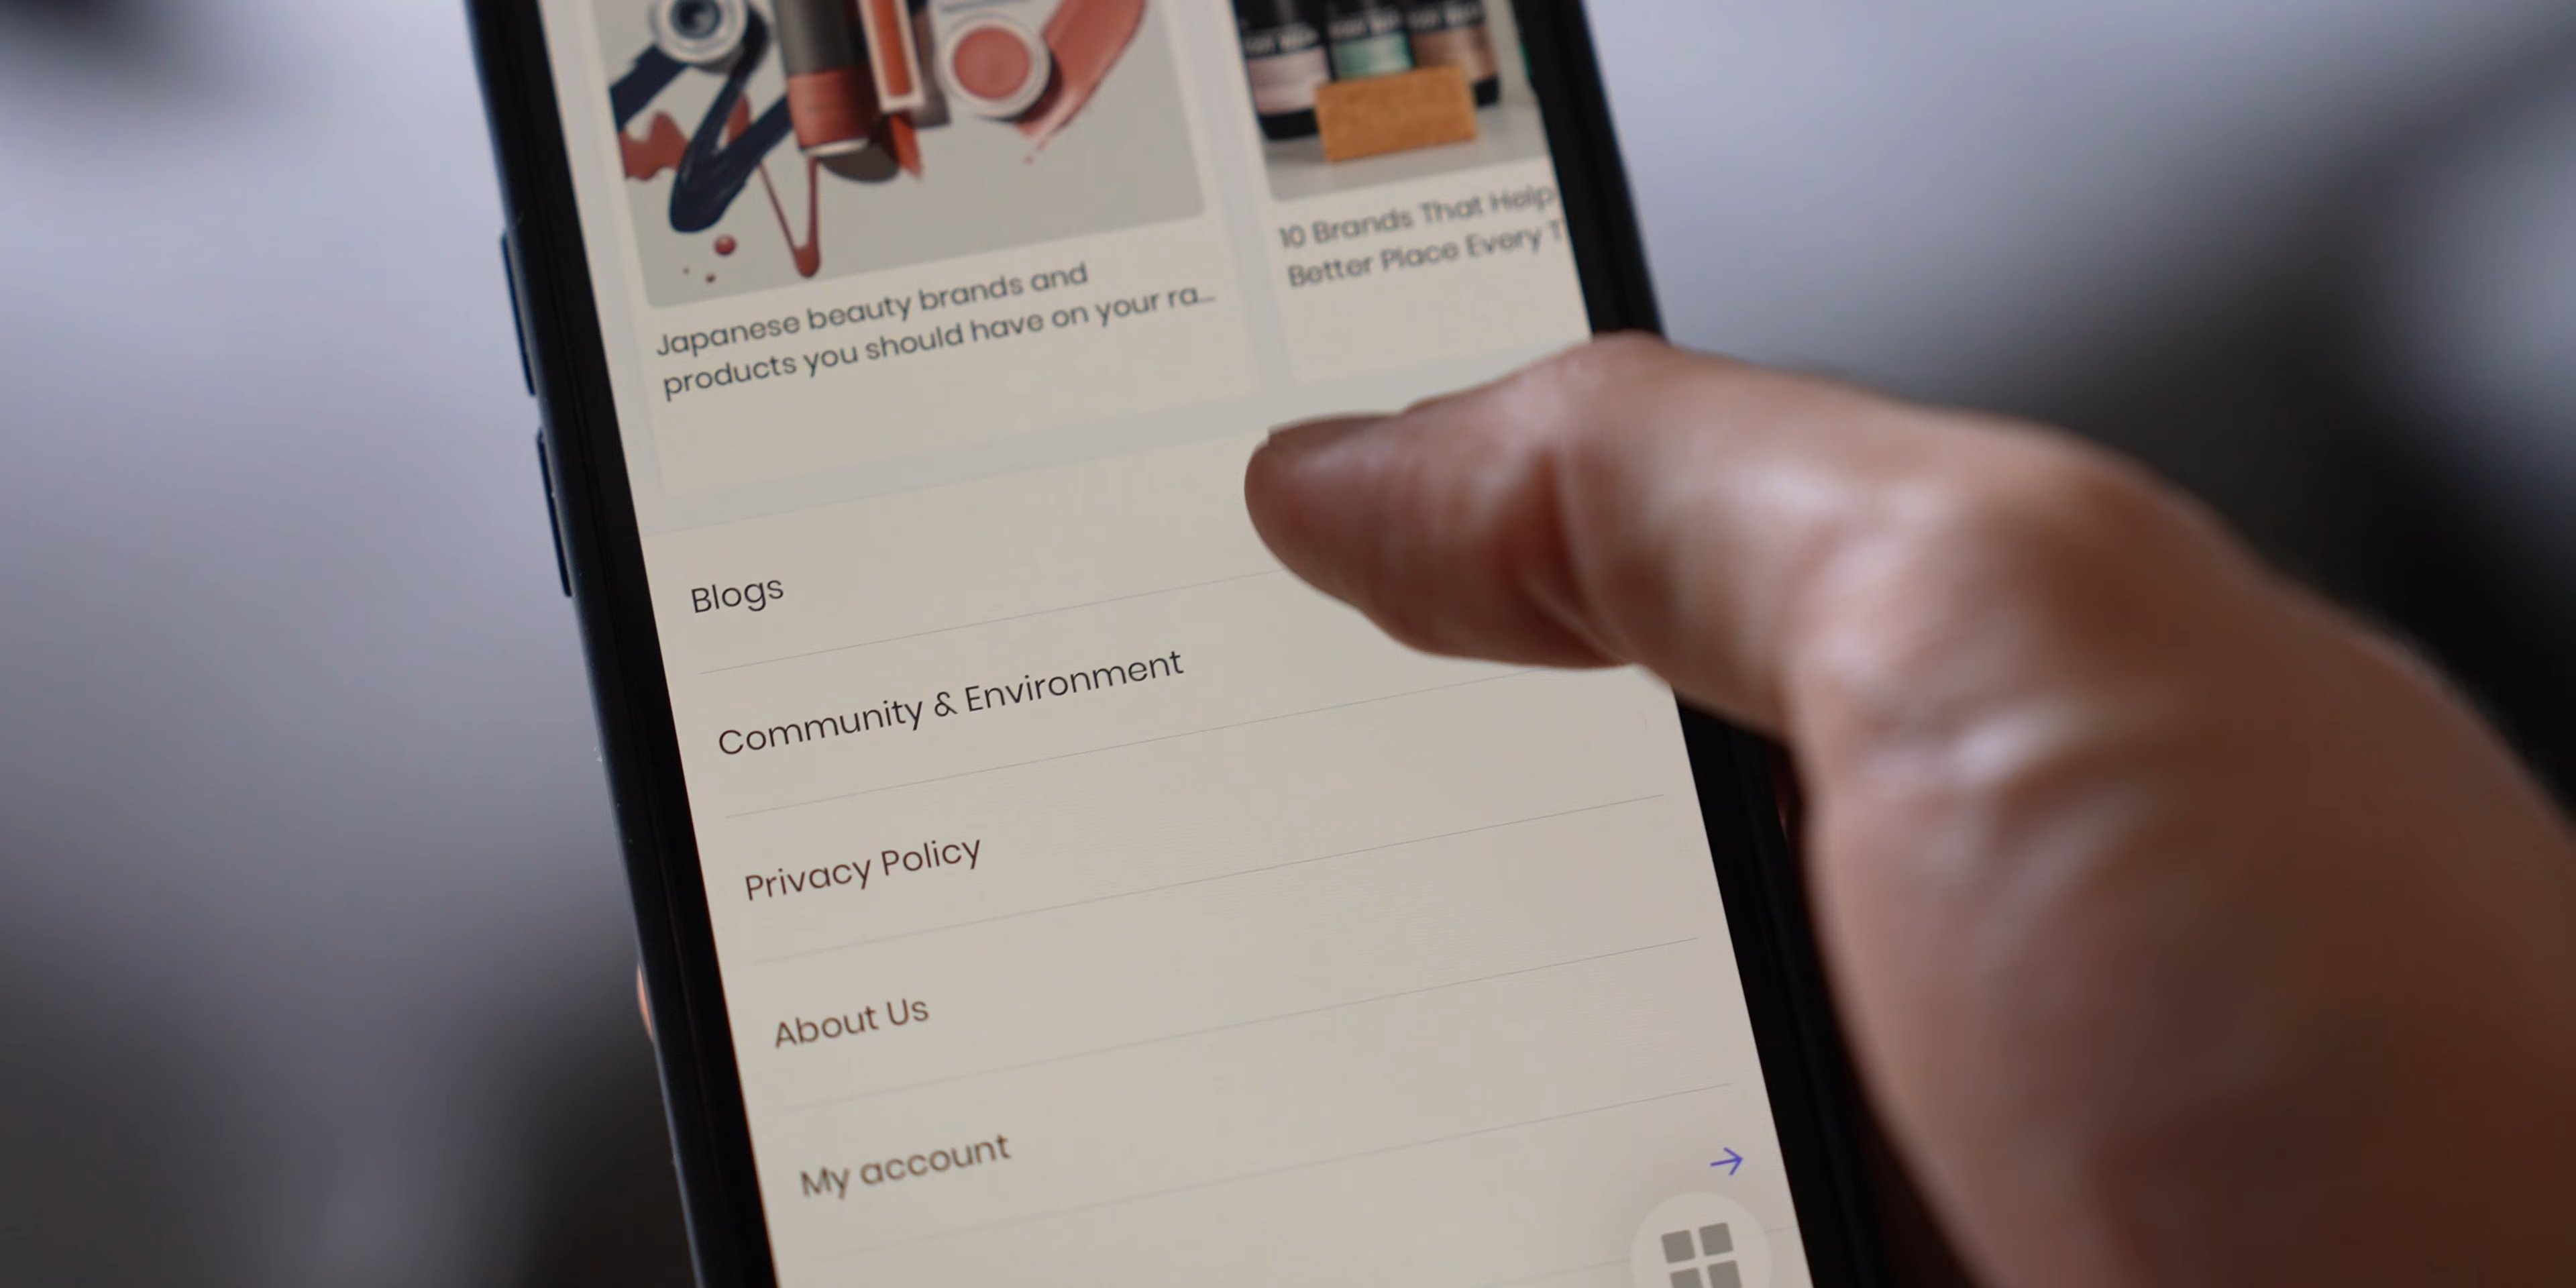 Japanese beauty brands and
products you should have on your ra...
10 Brands That Help
Better Place Every T
Blogs
Community & Environment
Privacy Policy
About Us
My account